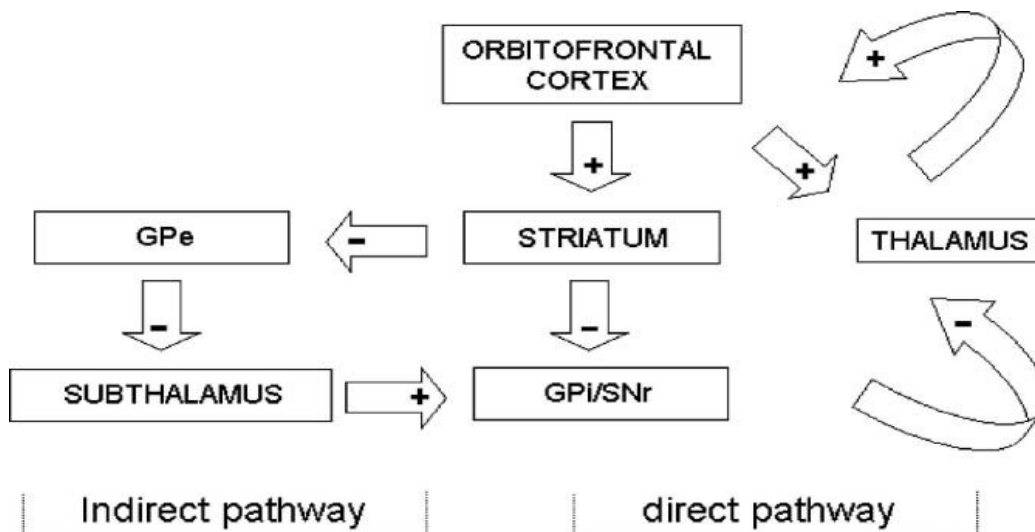 ORBITOFRONTAL
CORTEX
+
+
+
GPe
-
STRIATUM
THALAMUS
-
-
-
SUBTHALAMUS
+
GPi/SNr
Indirect pathway
direct pathway